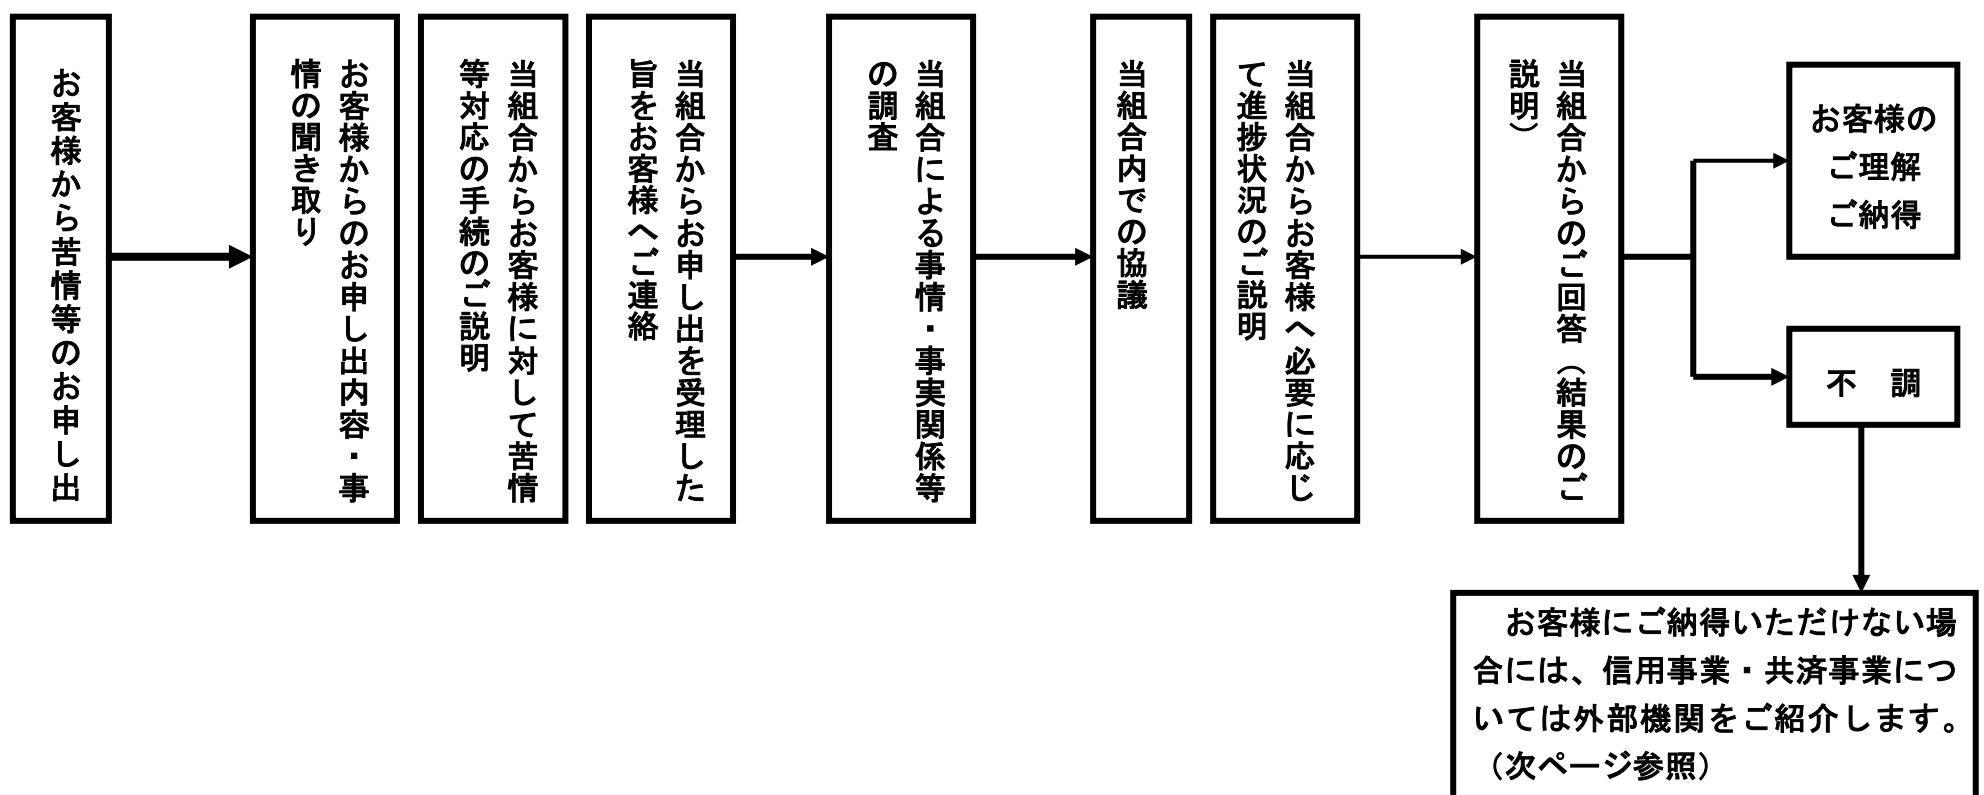 お客様から苦情等のお申し出
お客様からのお申し出内容・事
情の聞き取り
当組合からお客様に対して苦情
等対応の手続のご説明
当組合からお申し出を受理した
旨をお客様へご連絡
当組合による事情・事実関係等
の調査
当組合内での協議
当組合からお客様へ必要に応じ
て進捗状況のご説明
当組合からのご回答（結果のご
説明）
お客様の
ご理解
ご納得
不　調
お客様にご納得いただけない場
合には、信用事業・共済事業につ
いては外部機関をご紹介します。
（次ページ参照）